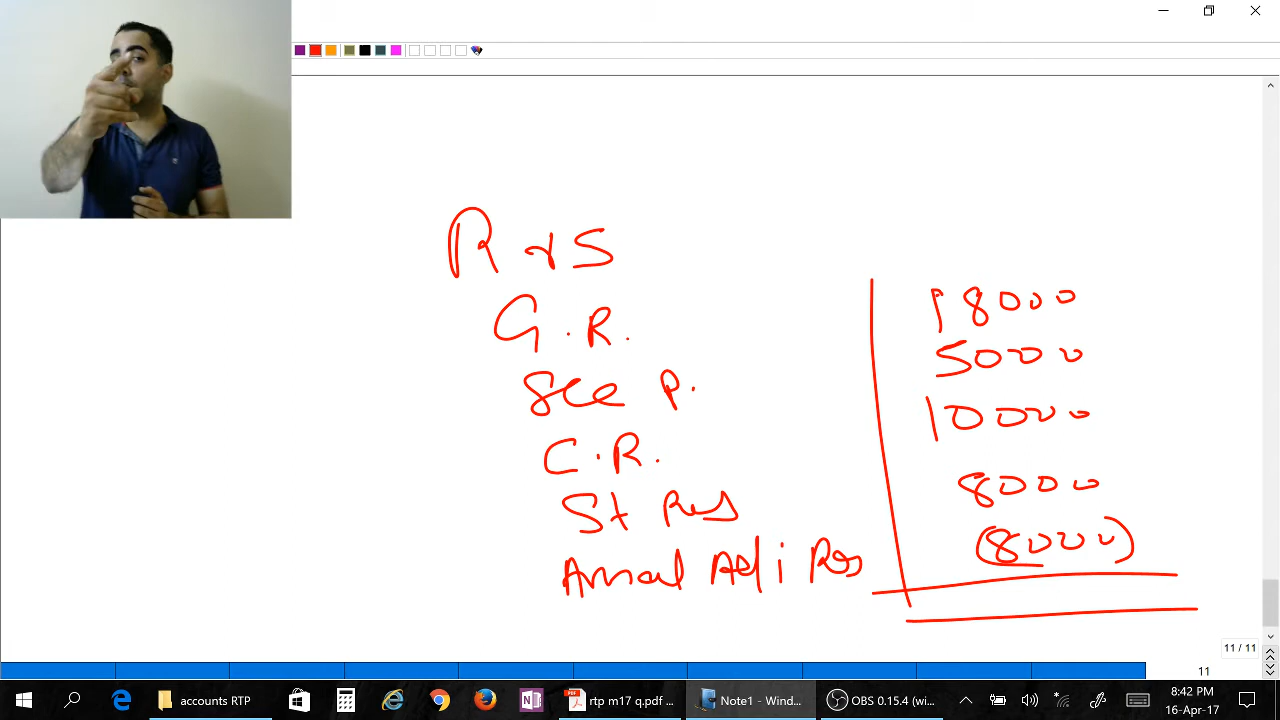 R & S
G.R. 18000
Sec P. 5000
C.R. 10000
St Res 8000
Amal Adj Res (8000)
11 / 11
11
accounts RTP
rtp m17 q.pdf ...
Note1 - Wind...
OBS 0.15.4 (wi...
8:42 PM
16-Apr-17